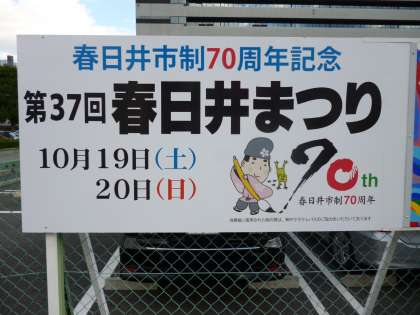 春日井市制70周年記念
第37回 春日井まつり
10月19日(土)
20日(日)
70th
春日井市制70周年